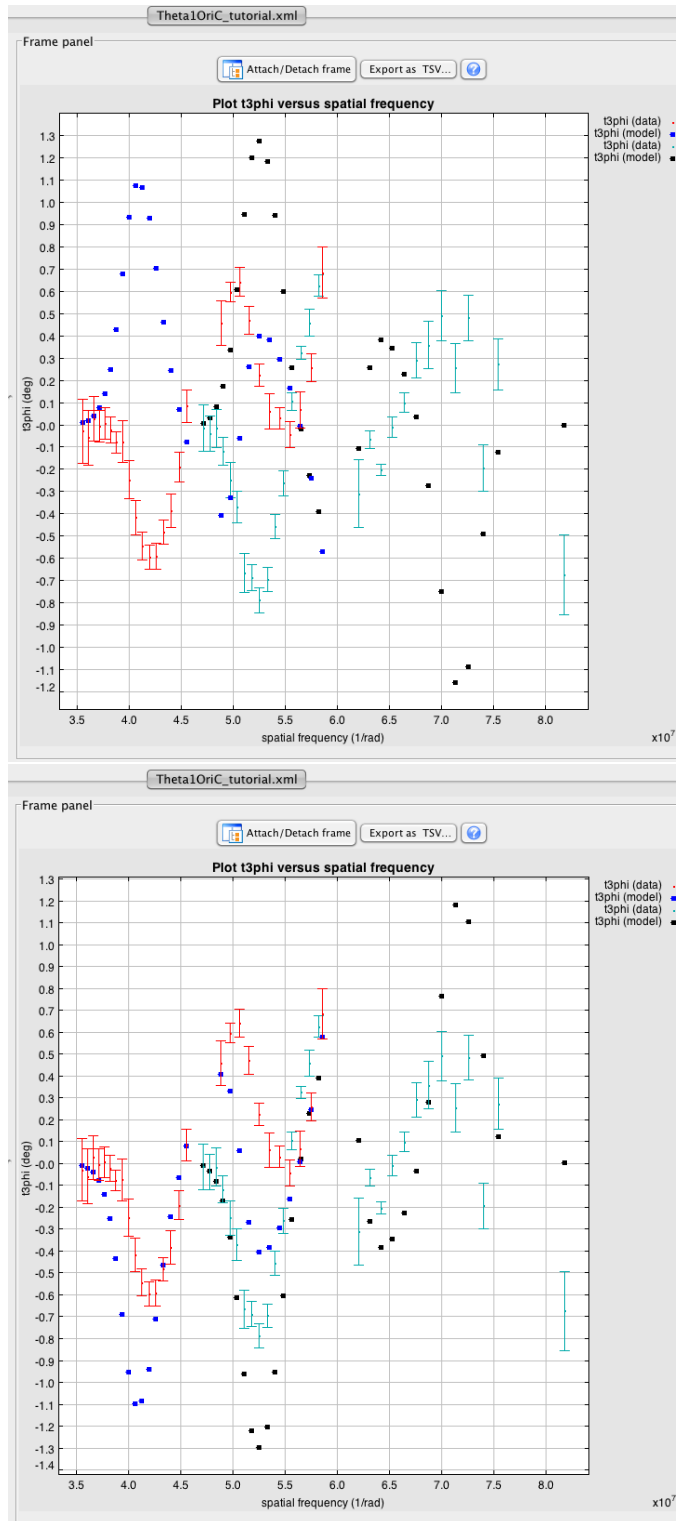 Theta1OriC_tutorial.xml
Frame panel
Attach/Detach frame Export as TSV... ?
Plot t3phi versus spatial frequency
t3phi (data)
t3phi (model)
t3phi (data)
t3phi (model)
1.3
1.2
1.1
1.0
0.9
0.8
0.7
0.6
0.5
0.4
0.3
0.2
0.1
-0.0
-0.1
-0.2
-0.3
-0.4
-0.5
-0.6
-0.7
-0.8
-0.9
-1.0
-1.1
-1.2
t3phi (deg)
3.5 4.0 4.5 5.0 5.5 6.0 6.5 7.0 7.5 8.0
x10⁷
spatial frequency (1/rad)
Theta1OriC_tutorial.xml
Frame panel
Attach/Detach frame Export as TSV... ?
Plot t3phi versus spatial frequency
t3phi (data)
t3phi (model)
t3phi (data)
t3phi (model)
1.3
1.2
1.1
1.0
0.9
0.8
0.7
0.6
0.5
0.4
0.3
0.2
0.1
-0.0
-0.1
-0.2
-0.3
-0.4
-0.5
-0.6
-0.7
-0.8
-0.9
-1.0
-1.1
-1.2
-1.3
-1.4
t3phi (deg)
3.5 4.0 4.5 5.0 5.5 6.0 6.5 7.0 7.5 8.0
x10⁷
spatial frequency (1/rad)